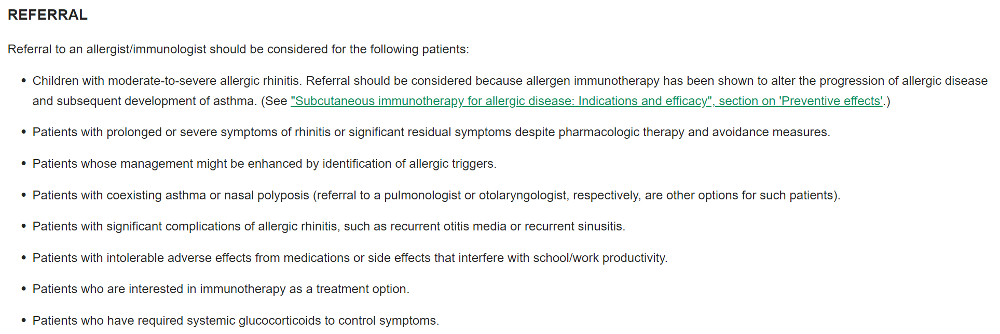 REFERRAL
Referral to an allergist/immunologist should be considered for the following patients:
• Children with moderate-to-severe allergic rhinitis. Referral should be considered because allergen immunotherapy has been shown to alter the progression of allergic disease
and subsequent development of asthma. (See "Subcutaneous immunotherapy for allergic disease: Indications and efficacy", section on 'Preventive effects'.)
• Patients with prolonged or severe symptoms of rhinitis or significant residual symptoms despite pharmacologic therapy and avoidance measures.
• Patients whose management might be enhanced by identification of allergic triggers.
• Patients with coexisting asthma or nasal polyposis (referral to a pulmonologist or otolaryngologist, respectively, are other options for such patients).
• Patients with significant complications of allergic rhinitis, such as recurrent otitis media or recurrent sinusitis.
• Patients with intolerable adverse effects from medications or side effects that interfere with school/work productivity.
• Patients who are interested in immunotherapy as a treatment option.
• Patients who have required systemic glucocorticoids to control symptoms.